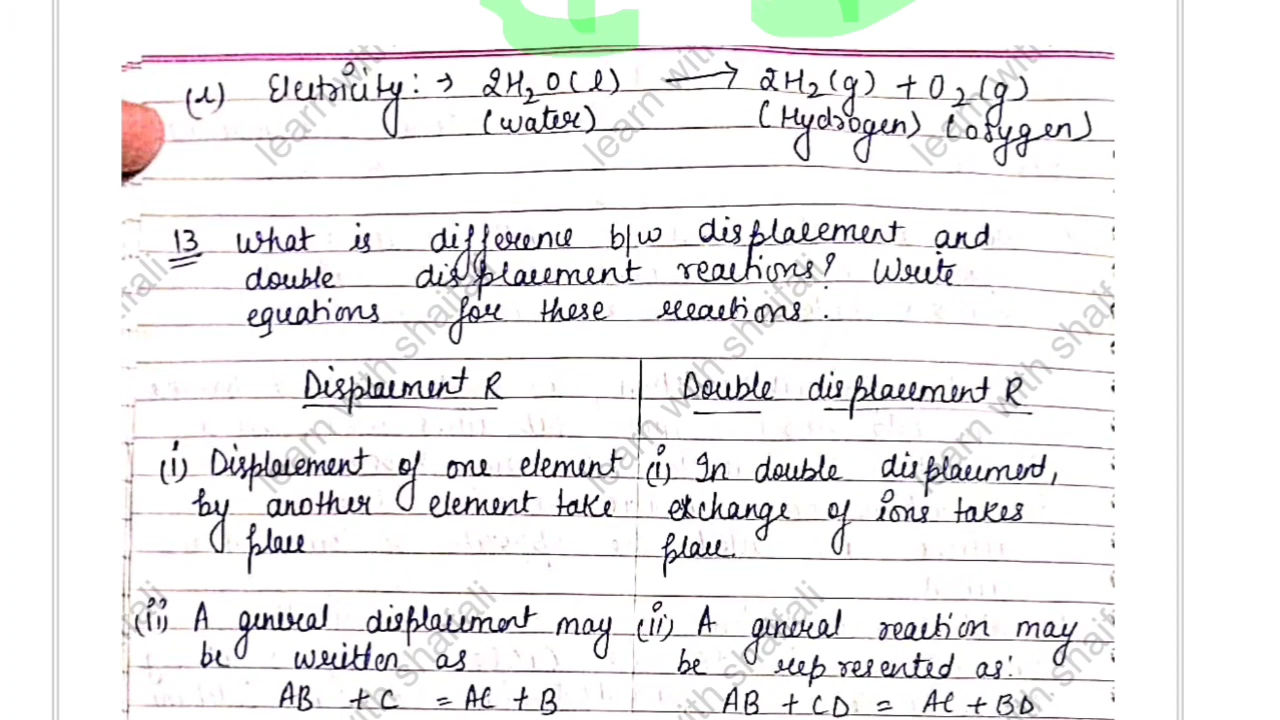 (ii) Electricity :→ 2H₂O(l) ⟶ 2H₂(g) + O₂(g)
(water) (Hydrogen) (oxygen)
13 What is difference b/w displacement and
double displacement reactions? Write
equations for these reactions.
Displacement R
Double displacement R
(i) Displacement of one element
by another element take
place
(i) In double displacement,
exchange of ions takes
place.
(ii) A general displacement may
be written as
AB + C = AC + B
(ii) A general reaction may
be represented as:
AB + CD = AC + BD
learn with shaifali